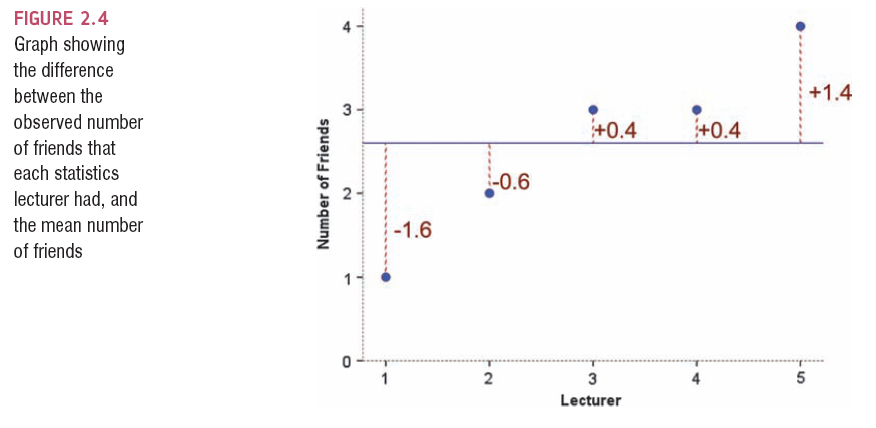 FIGURE 2.4
Graph showing
the difference
between the
observed number
of friends that
each statistics
lecturer had, and
the mean number
of friends
Number of Friends
4
3
2
1
0
-1.6
-0.6
+0.4
+0.4
+1.4
1
2
3
4
5
Lecturer